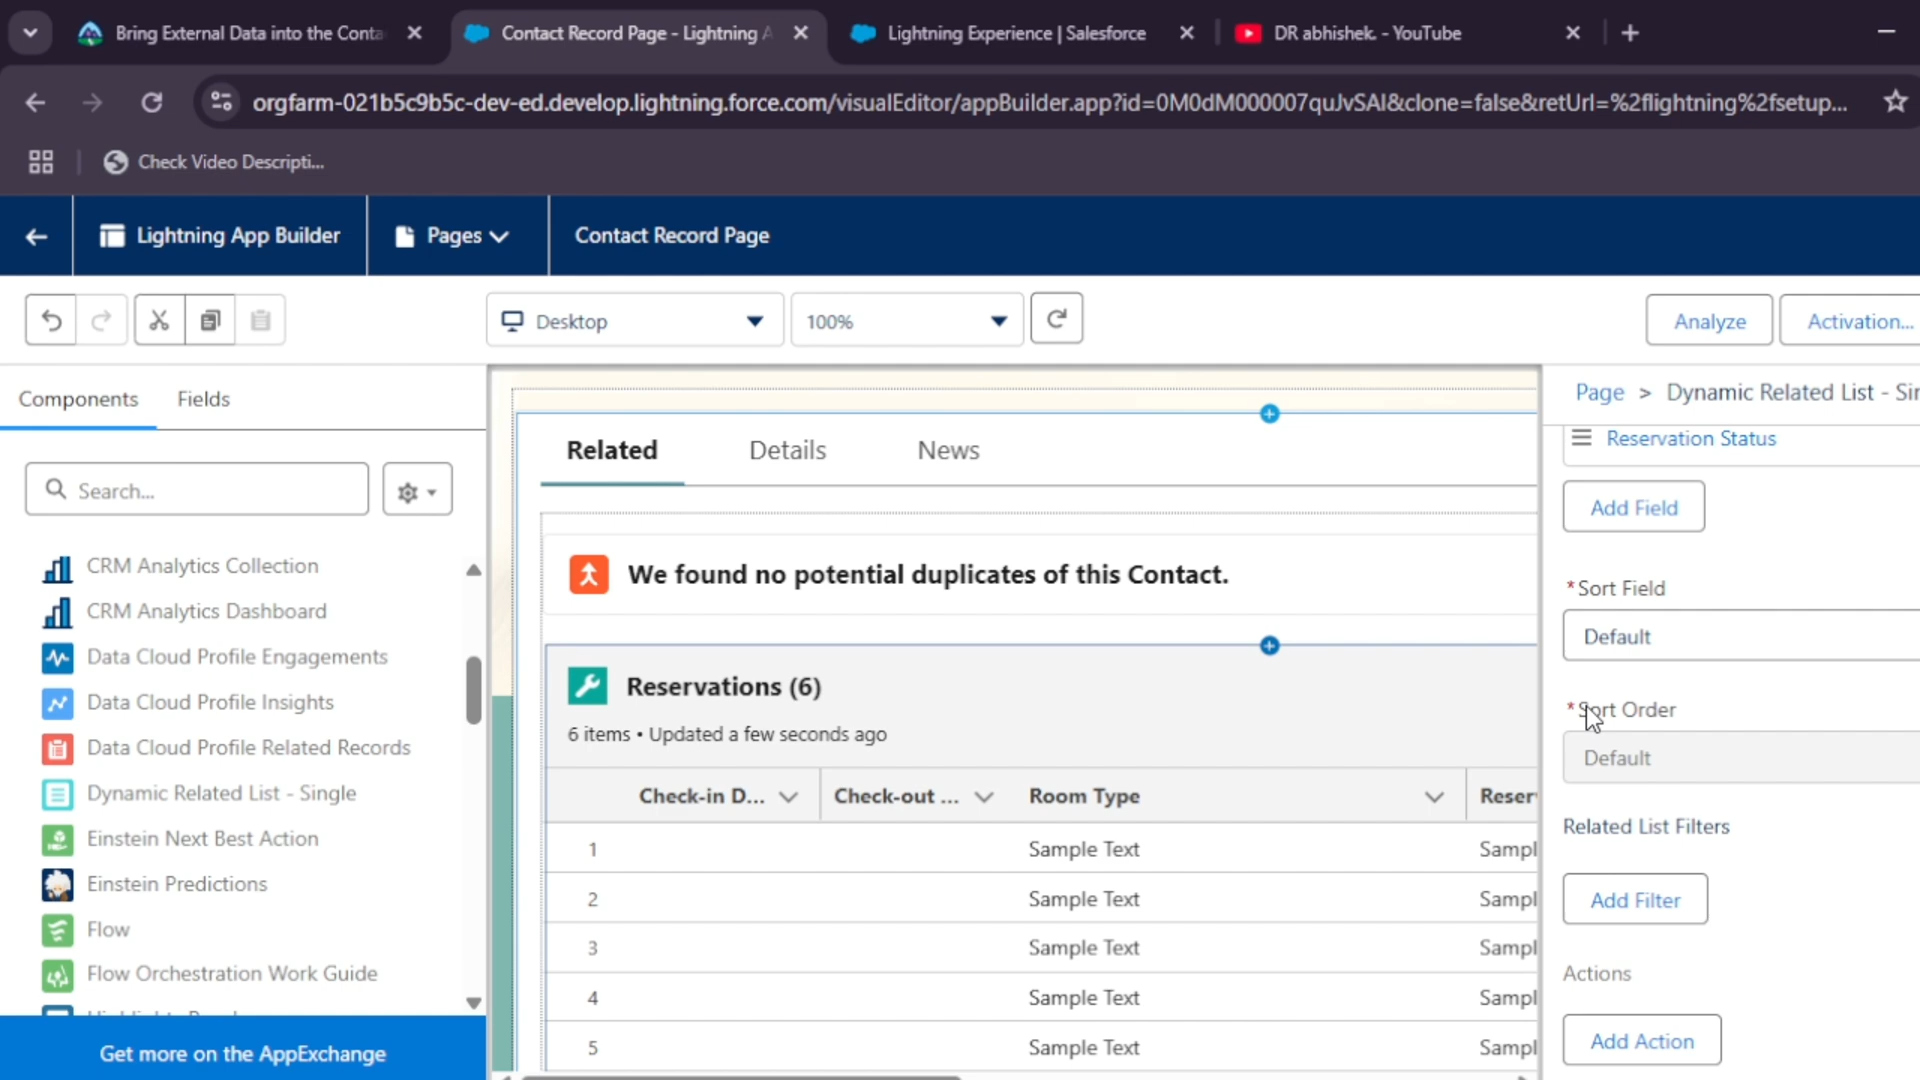 Bring External Data into the Conta
Contact Record Page - Lightning A
Lightning Experience | Salesforce
DR abhishek. - YouTube
orgfarm-021b5c9b5c-dev-ed.develop.lightning.force.com/visualEditor/appBuilder.app?id=0M0dM000007quJvSAI&clone=false&retUrl=%2flightning%2fsetup...
Check Video Descripti...
Lightning App Builder
Pages
Contact Record Page
Desktop
100%
Analyze
Activation...
Components
Fields
Search...
CRM Analytics Collection
CRM Analytics Dashboard
Data Cloud Profile Engagements
Data Cloud Profile Insights
Data Cloud Profile Related Records
Dynamic Related List - Single
Einstein Next Best Action
Einstein Predictions
Flow
Flow Orchestration Work Guide
Get more on the AppExchange
Related
Details
News
We found no potential duplicates of this Contact.
Reservations (6)
6 items • Updated a few seconds ago
Check-in D... Check-out ... Room Type Reser
1 Sample Text Sampl
2 Sample Text Sampl
3 Sample Text Sampl
4 Sample Text Sampl
5 Sample Text Sampl
Page > Dynamic Related List - Sin
Reservation Status
Add Field
*Sort Field
Default
*Sort Order
Default
Related List Filters
Add Filter
Actions
Add Action